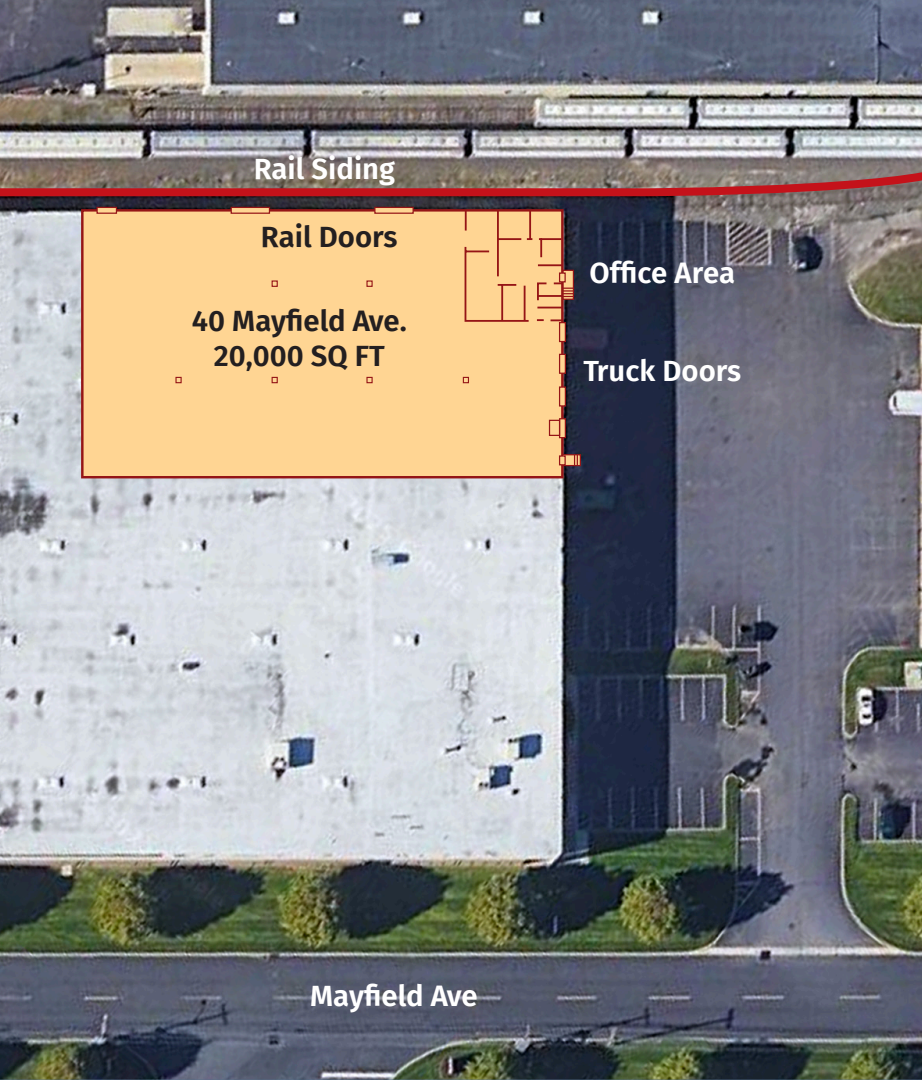 Rail Siding
Rail Doors
Office Area
40 Mayfield Ave.
20,000 SQ FT
Truck Doors
Mayfield Ave